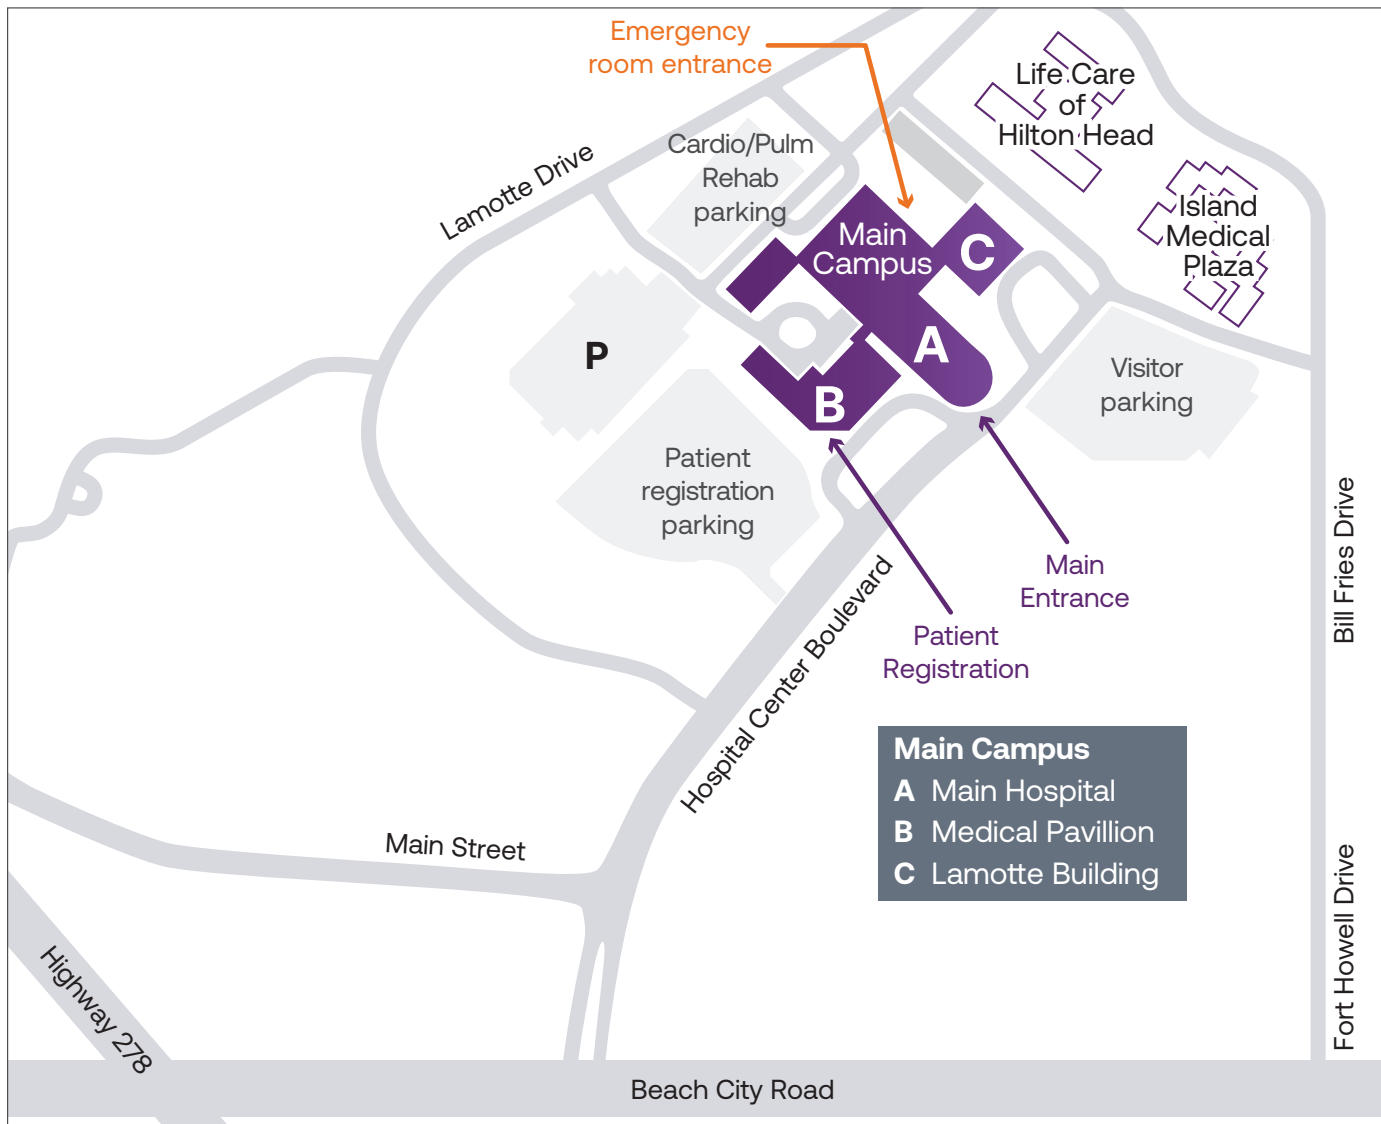 Emergency
room entrance
Life Care
of
Hilton Head
Cardio/Pulm
Rehab
parking
Lamotte Drive
Island
Medical
Plaza
Main
Campus
C
A
B
P
Visitor
parking
Patient
registration
parking
Main
Entrance
Patient
Registration
Hospital Center Boulevard
Bill Fries Drive
Main Campus
A Main Hospital
B Medical Pavillion
C Lamotte Building
Main Street
Fort Howell Drive
Highway 278
Beach City Road